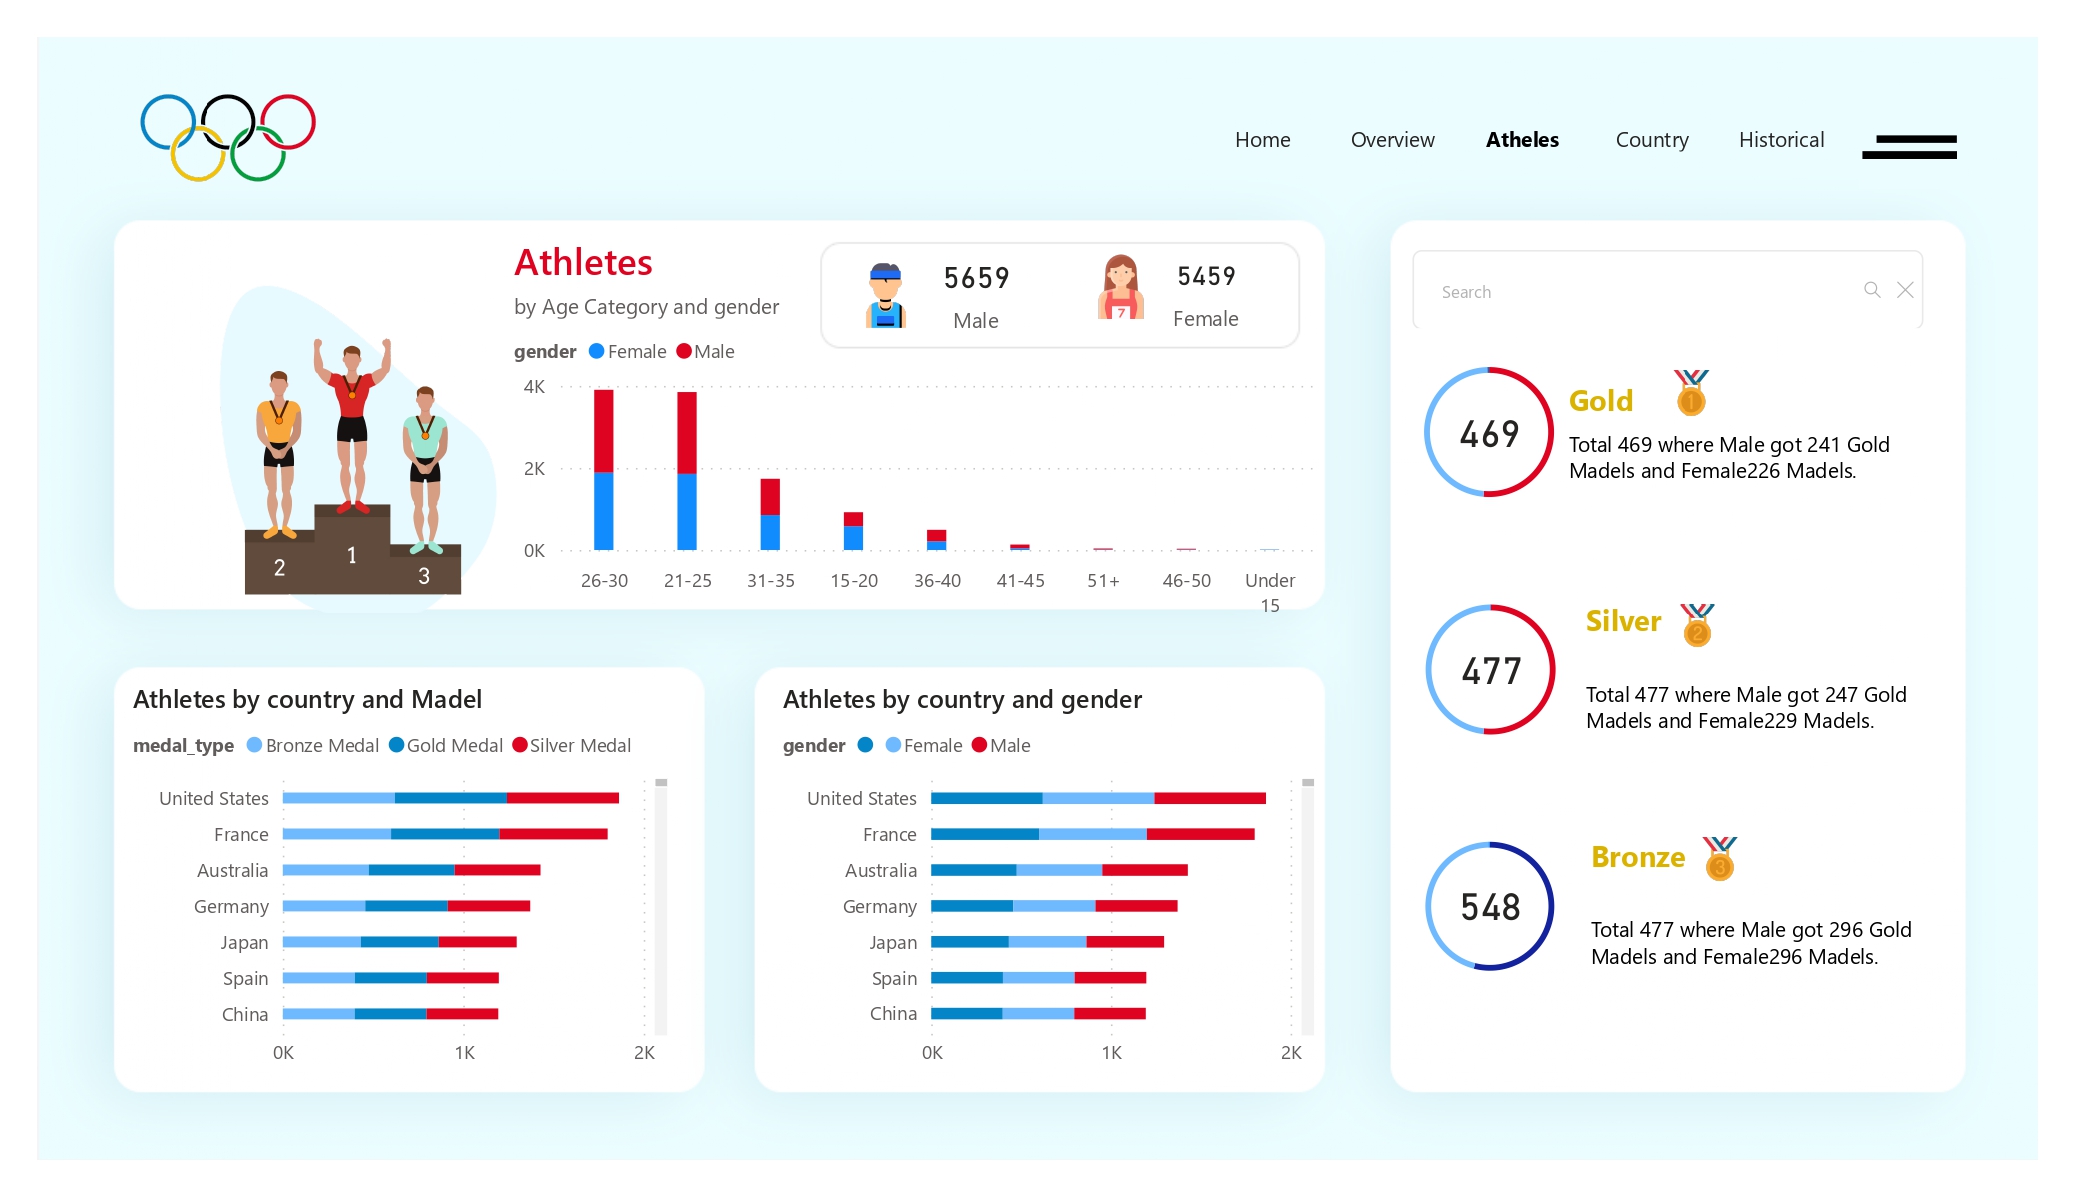 Home Overview Atheles Country Historical
Athletes
by Age Category and gender
gender Female Male
5659
Male
5459
Female
7
4K
2K
0K
26-30 21-25 31-35 15-20 36-40 41-45 51+ 46-50 Under
15
2 1 3
Search
469
Gold
1
Total 469 where Male got 241 Gold
Madels and Female226 Madels.
477
Silver
2
Total 477 where Male got 247 Gold
Madels and Female229 Madels.
548
Bronze
3
Total 477 where Male got 296 Gold
Madels and Female296 Madels.
Athletes by country and Madel
medal_type Bronze Medal Gold Medal Silver Medal
United States
France
Australia
Germany
Japan
Spain
China
0K 1K 2K
Athletes by country and gender
gender Female Male
United States
France
Australia
Germany
Japan
Spain
China
0K 1K 2K